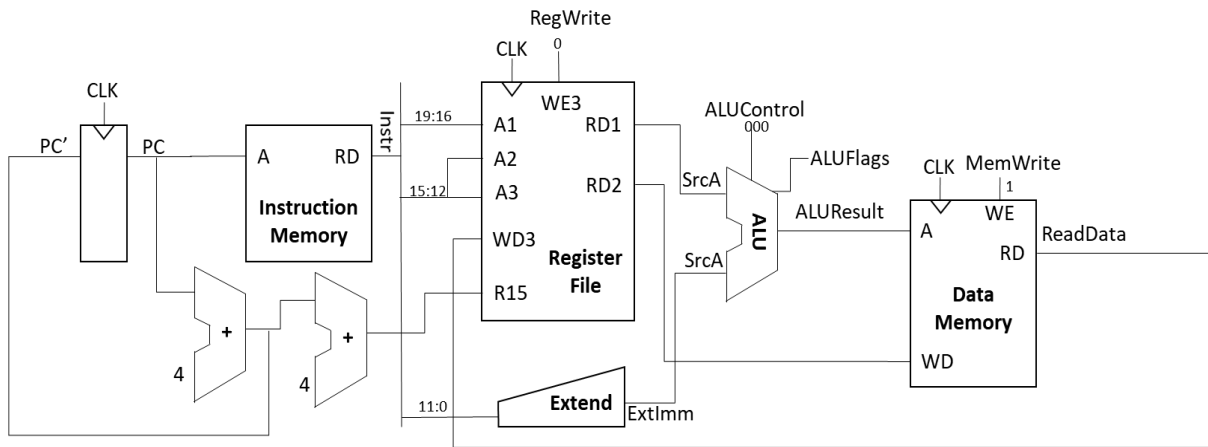 RegWrite
0
CLK
CLK
WE3
Instr
19:16
A1
RD1
ALUControl
000
PC'
PC
A
RD
A2
ALUFlags
CLK
MemWrite
1
15:12
A3
RD2
SrcA
Instruction
Memory
ALU
ALUResult
WE
A
WD3
Register
File
SrcA
RD
ReadData
R15
Data
Memory
+
+
4
4
WD
11:0
Extend
ExtImm